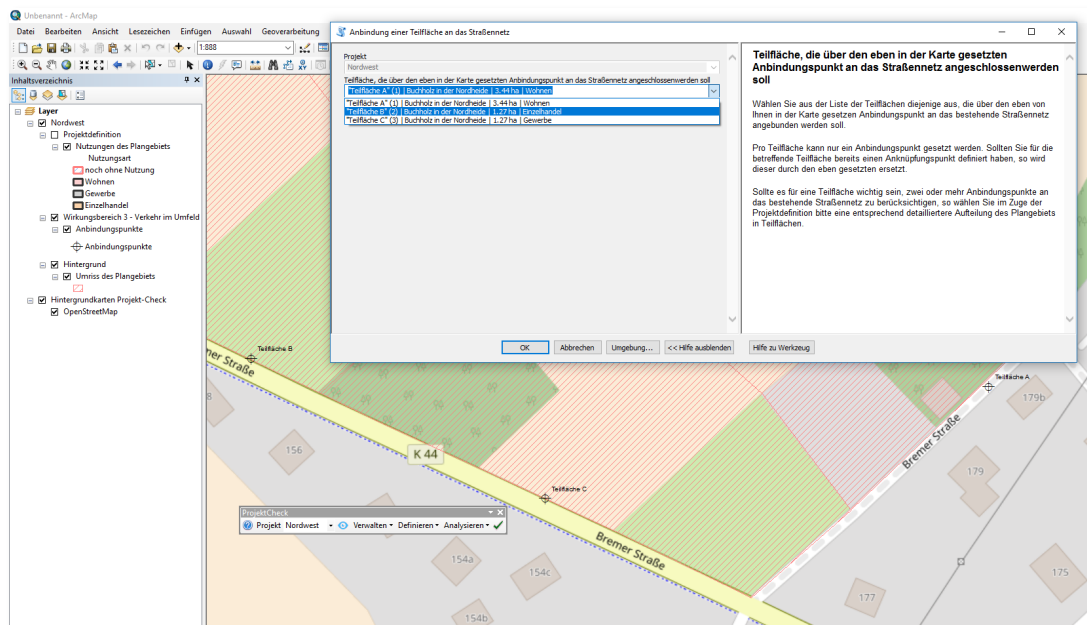 Unbenannt - ArcMap
Datei Bearbeiten Ansicht Lesezeichen Einfügen Auswahl Geoverarbeitung
1:888
Inhaltsverzeichnis
Layer
Nordwest
Projektdefinition
Nutzungen des Plangebiets
Nutzungsart
noch ohne Nutzung
Wohnen
Gewerbe
Einzelhandel
Wirkungsbereich 3 - Verkehr im Umfeld
Anbindungspunkte
Anbindungspunkte
Hintergrund
Umriss des Plangebiets
Hintergrundkarten Projekt-Check
OpenStreetMap
Anbindung einer Teilfläche an das Straßennetz
Projekt
Nordwest
Teilfläche, die über den eben in der Karte gesetzten Anbindungspunkt an das Straßennetz angeschlossenwerden soll
"Teilfläche A" (1) | Buchholz in der Nordheide | 3.44 ha | Wohnen
"Teilfläche A" (1) | Buchholz in der Nordheide | 3.44 ha | Wohnen
"Teilfläche B" (2) | Buchholz in der Nordheide | 1.27 ha | Einzelhandel
"Teilfläche C" (3) | Buchholz in der Nordheide | 1.27 ha | Gewerbe
OK Abbrechen Umgebung... << Hilfe ausblenden Hilfe zu Werkzeug
Teilfläche, die über den eben in der Karte gesetzten
Anbindungspunkt an das Straßennetz angeschlossenwerden
soll
Wählen Sie aus der Liste der Teilflächen diejenige aus, die über den eben von
Ihnen in der Karte gesetzten Anbindungspunkt an das bestehende Straßennetz
angebunden werden soll.
Pro Teilfläche kann nur ein Anbindungspunkt gesetzt werden. Sollten Sie für die
betreffende Teilfläche bereits einen Anknüpfungspunkt definiert haben, so wird
dieser durch den eben gesetzten ersetzt.
Sollte es für eine Teilfläche wichtig sein, zwei oder mehr Anbindungspunkte an
das bestehende Straßennetz zu berücksichtigen, so wählen Sie im Zuge der
Projektdefinition bitte eine entsprechend detailliertere Aufteilung des Plangebiets
in Teilflächen.
Teilfläche B
mer Straße
Teilfläche A
179b
8
156
K 44
Bremer Straße
179
Teilfläche C
ProjektCheck
Projekt Nordwest Verwalten Definieren Analysieren
Bremer Straße
154a
154c
175
177
154b